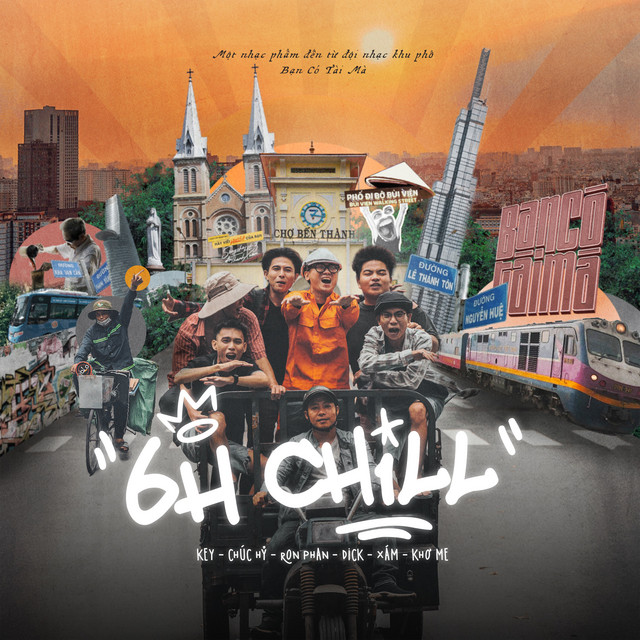 Một nhạc phẩm đến từ đội nhạc khu phố
Bạn Có Tài Mà
PHỐ ĐI BỘ BÙI VIỆN
BUI VIEN WALKING STREET
CHỢ BẾN THÀNH
BẠN CÓ
TÀI MÀ
ĐƯỜNG
LÊ THÁNH TÔN
ĐƯỜNG
NGUYỄN HUỆ
"6H CHiLL"
KEY - CHÚC HỶ - RON PHAN - DICK - XÁM - KHƠ ME